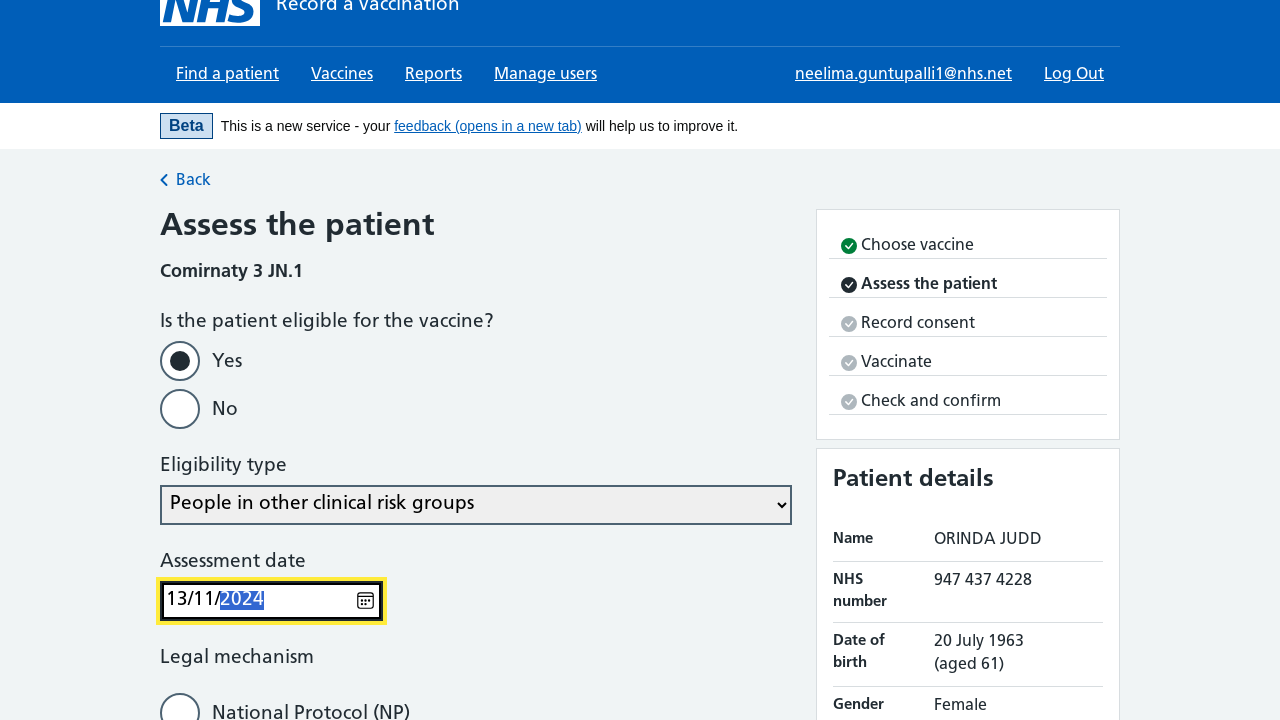 NHS Record a vaccination
Find a patient Vaccines Reports Manage users neelima.guntupalli1@nhs.net Log Out
Beta This is a new service - your feedback (opens in a new tab) will help us to improve it.
Back
Assess the patient
Comirnaty 3 JN.1
Is the patient eligible for the vaccine?
Yes
No
Eligibility type
People in other clinical risk groups
Assessment date
13/11/2024
Legal mechanism
National Protocol (NP)
Choose vaccine
Assess the patient
Record consent
Vaccinate
Check and confirm
Patient details
Name ORINDA JUDD
NHS number 947 437 4228
Date of birth 20 July 1963 (aged 61)
Gender Female